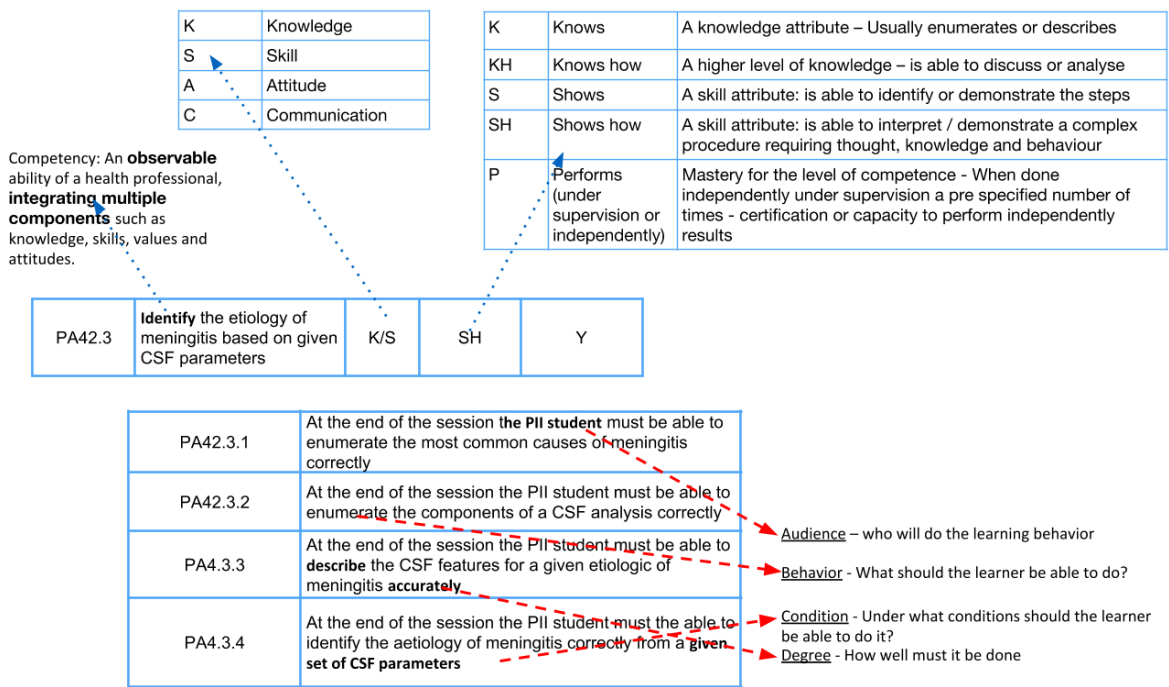 K Knowledge
S Skill
A Attitude
C Communication
K Knows A knowledge attribute – Usually enumerates or describes
KH Knows how A higher level of knowledge – is able to discuss or analyse
S Shows A skill attribute: is able to identify or demonstrate the steps
SH Shows how A skill attribute: is able to interpret / demonstrate a complex
procedure requiring thought, knowledge and behaviour
P Performs Mastery for the level of competence - When done
(under independently under supervision a pre specified number of
supervision or times - certification or capacity to perform independently
independently) results
Competency: An observable
ability of a health professional,
integrating multiple
components such as
knowledge, skills, values and
attitudes.
PA42.3
Identify the etiology of
meningitis based on given
CSF parameters
K/S
SH
Y
PA42.3.1
At the end of the session the PII student must be able to
enumerate the most common causes of meningitis
correctly
PA42.3.2
At the end of the session the PII student must be able to
enumerate the components of a CSF analysis correctly
PA4.3.3
At the end of the session the PII student must be able to
describe the CSF features for a given etiologic of
meningitis accurately
PA4.3.4
At the end of the session the PII student must the able to
identify the aetiology of meningitis correctly from a given
set of CSF parameters
Audience – who will do the learning behavior
Behavior - What should the learner be able to do?
Condition - Under what conditions should the learner
be able to do it?
Degree - How well must it be done